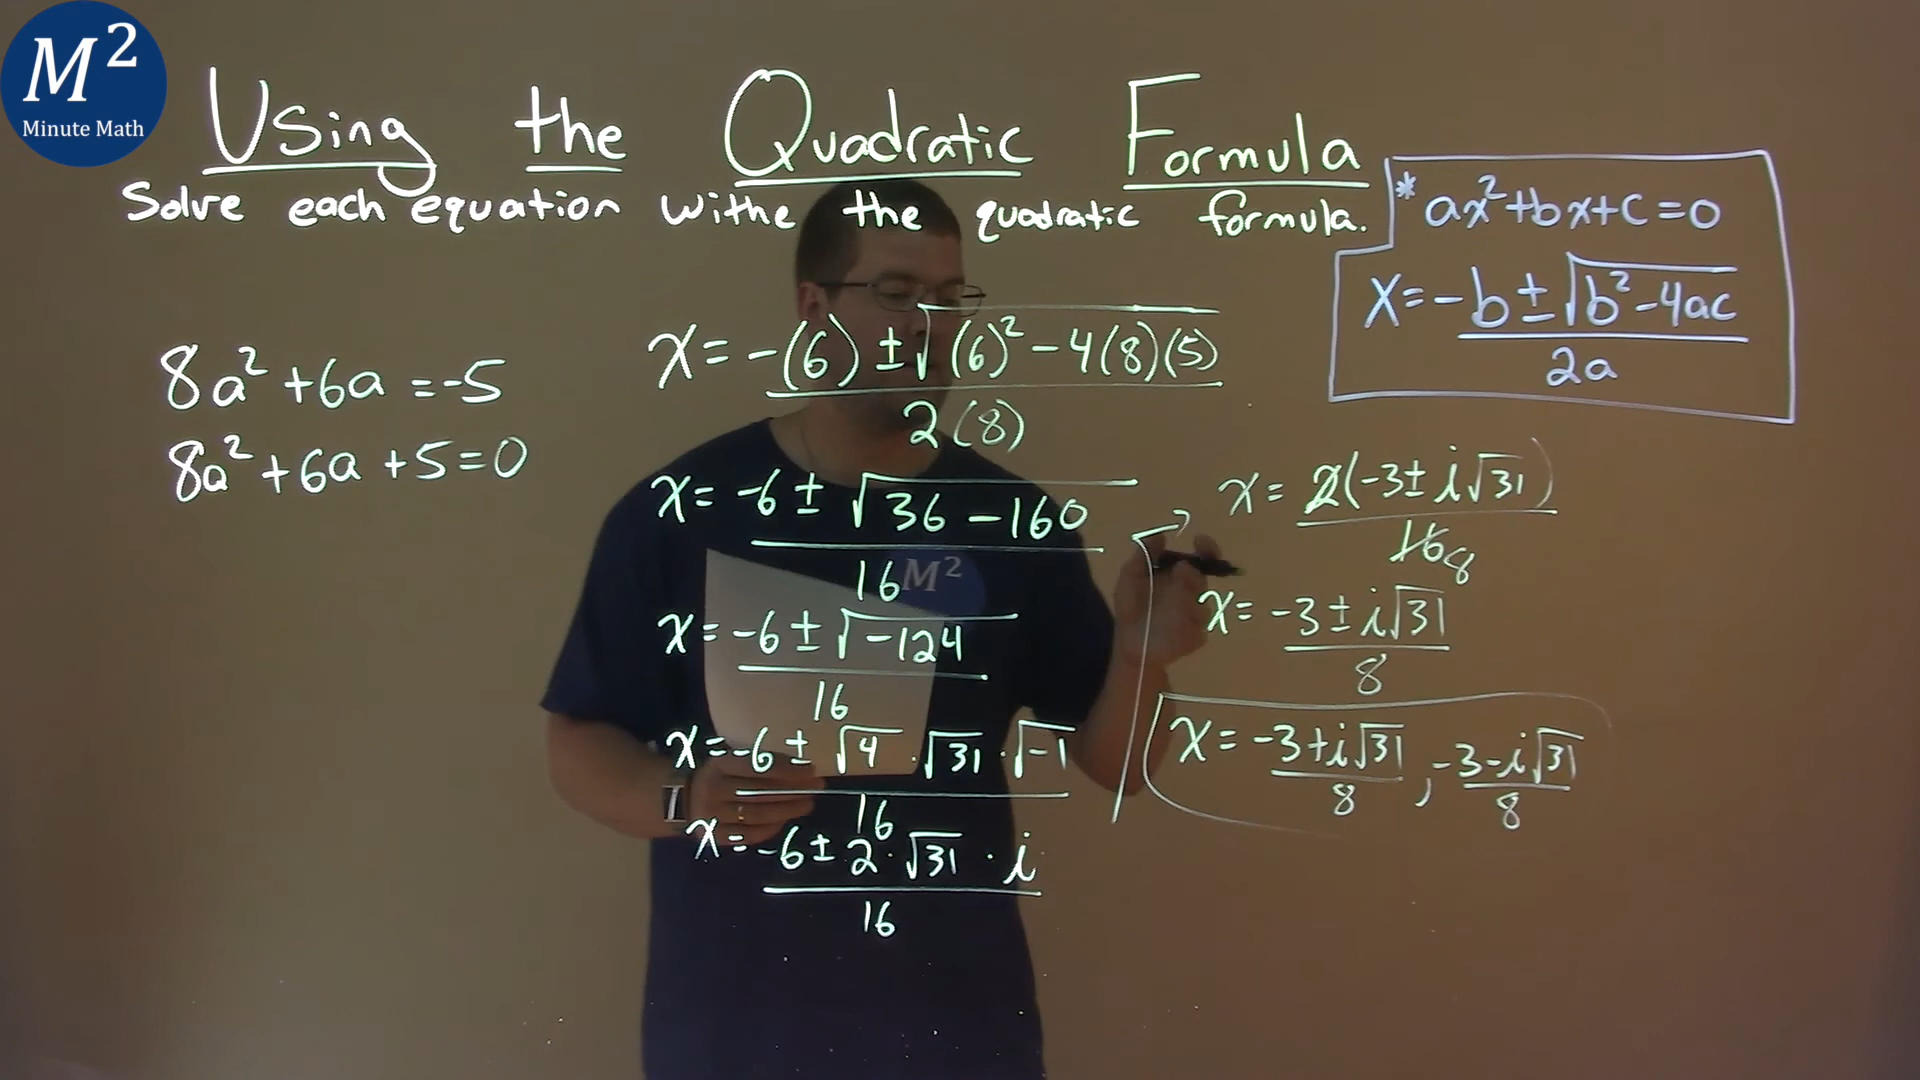 M²
Minute Math
Using the Quadratic Formula
Solve each equation withe the quadratic formula.
* ax²+bx+c=0
x=-b±√b²-4ac
2a
8a²+6a=-5
8a²+6a+5=0
x=-(6)±√(6)²-4(8)(5)
2(8)
x=-6±√36-160
16
M²
x=-6±√-124
16
x=-6±√4·√31·√-1
16
x=-6±2·√31·i
16
x=2(-3±i√31)
16 8
x=-3±i√31
8
x=-3+i√31, -3-i√31
8 8